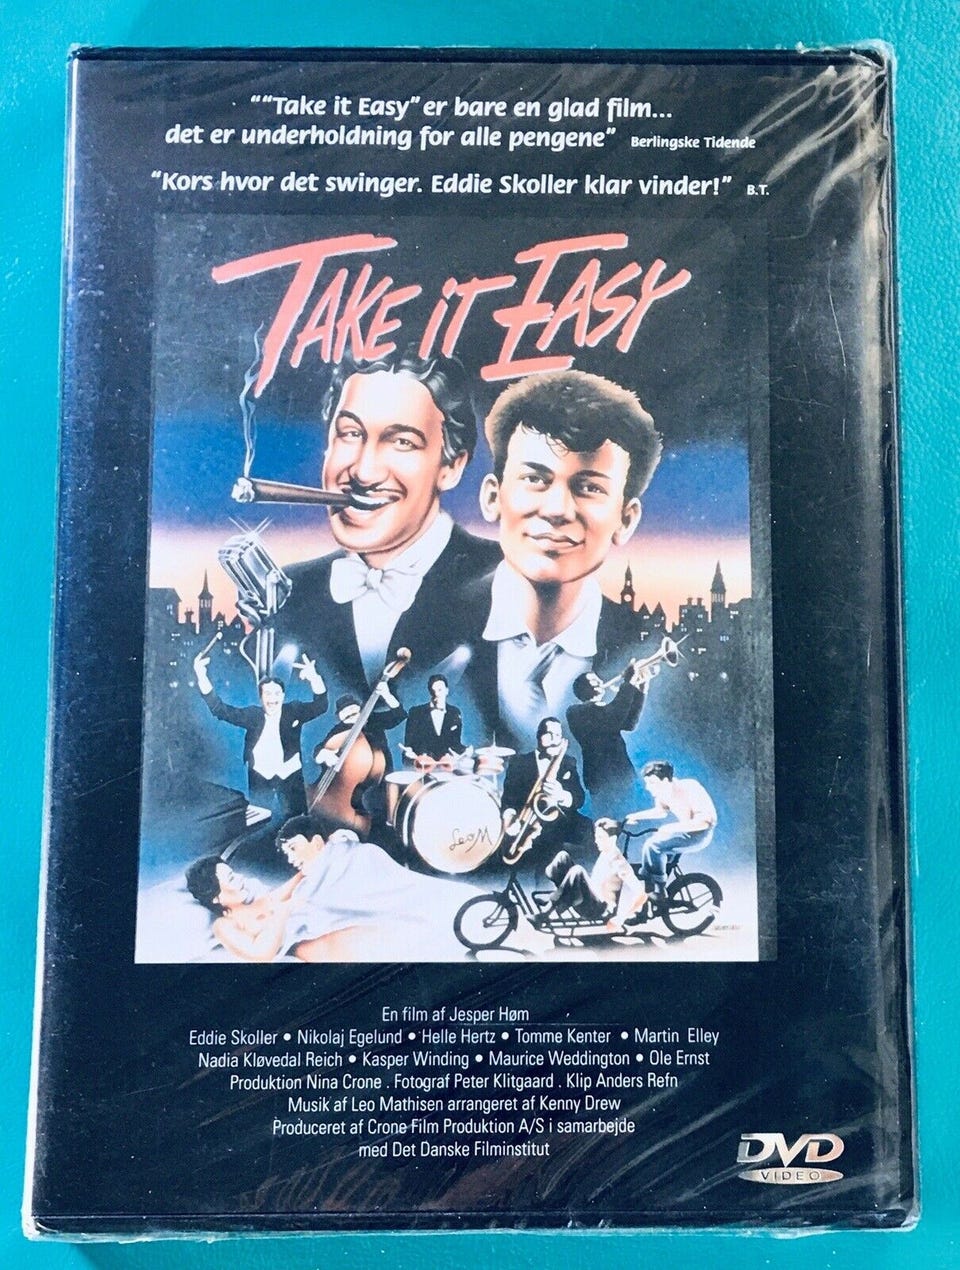 ““Take it Easy” er bare en glad film...
det er underholdning for alle pengene” Berlingske Tidende
“Kors hvor det swinger. Eddie Skoller klar vinder!” B.T.
TAKE iT EASY
Leo M
En film af Jesper Høm
Eddie Skoller • Nikolaj Egelund • Helle Hertz • Tomme Kenter • Martin Elley
Nadia Kløvedal Reich • Kasper Winding • Maurice Weddington • Ole Ernst
Produktion Nina Crone . Fotograf Peter Klitgaard . Klip Anders Refn
Musik af Leo Mathisen arrangeret af Kenny Drew
Produceret af Crone Film Produktion A/S i samarbejde
med Det Danske Filminstitut
DVD
VIDEO